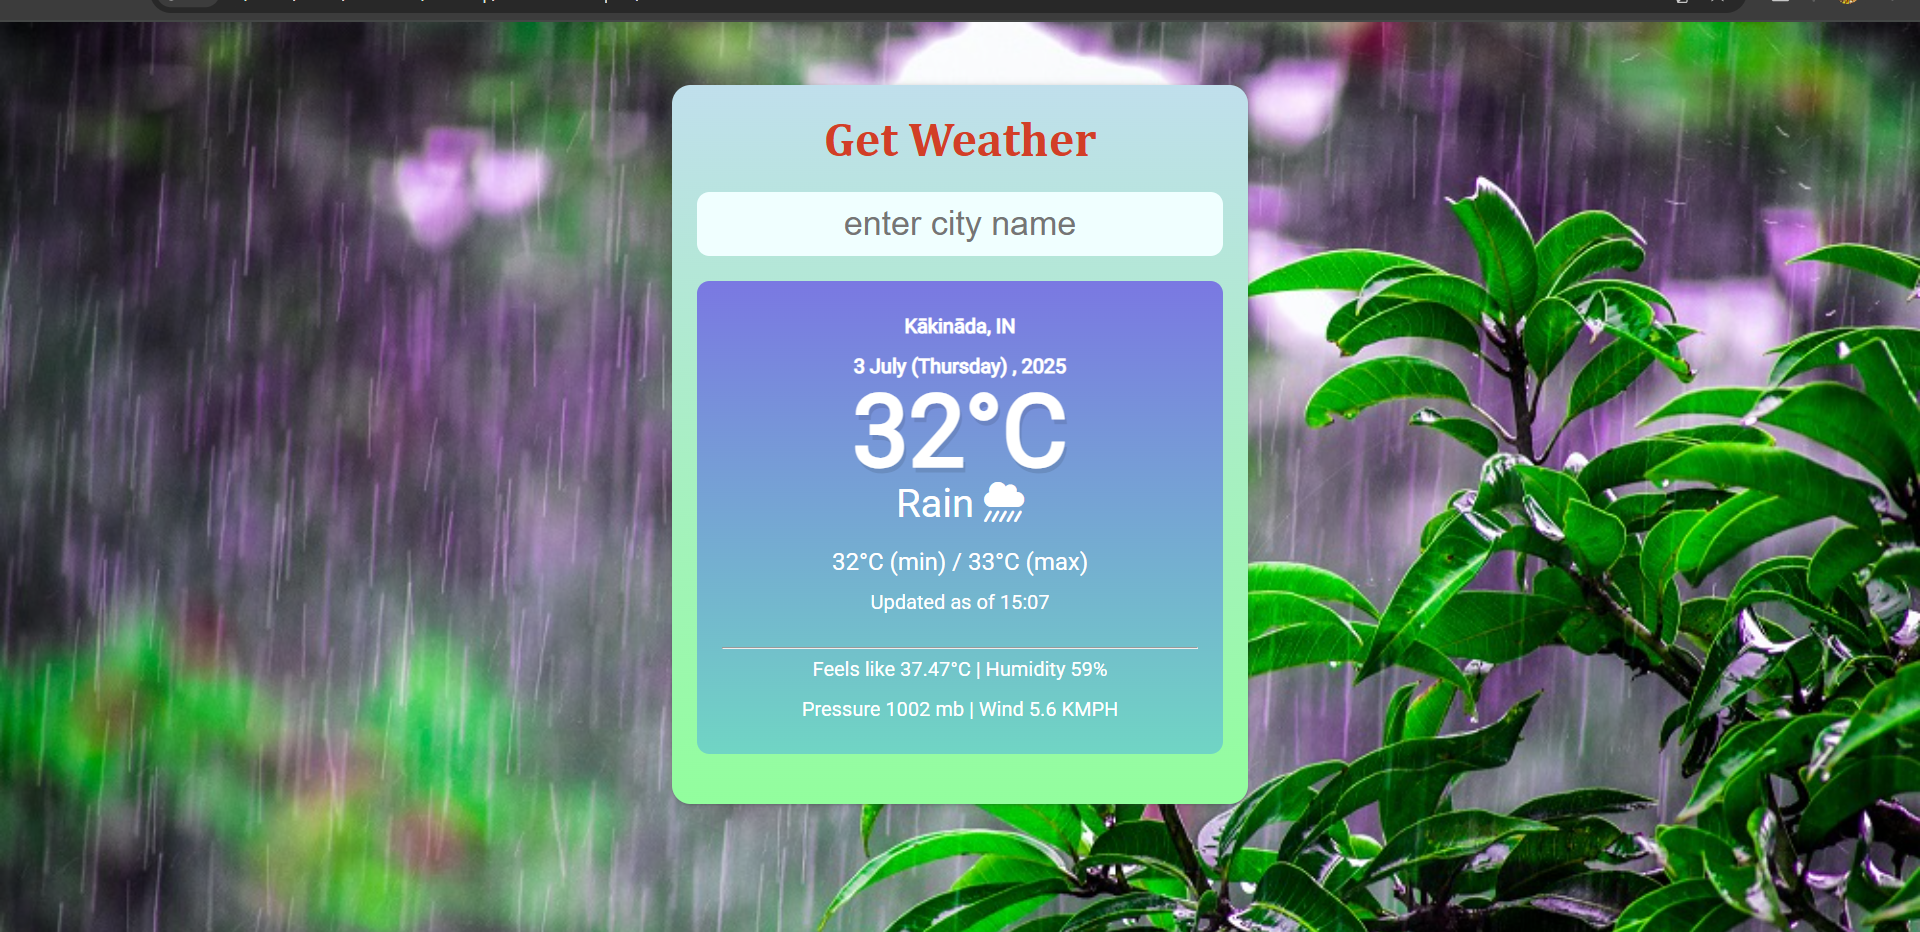 Get Weather
enter city name
Kākināda, IN
3 July (Thursday) , 2025
32°C
Rain
32°C (min) / 33°C (max)
Updated as of 15:07
Feels like 37.47°C | Humidity 59%
Pressure 1002 mb | Wind 5.6 KMPH